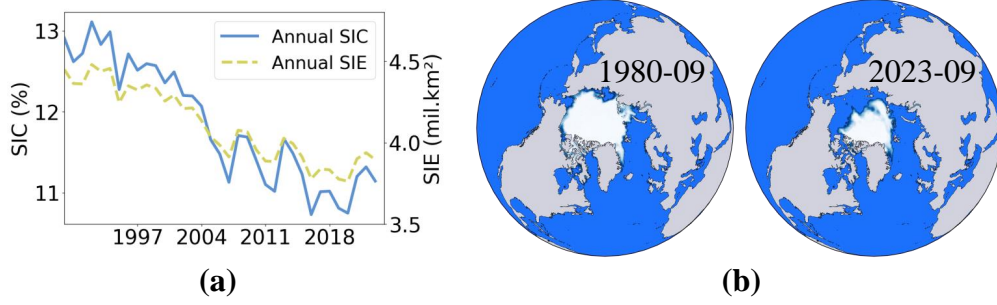 SIC (%)
13
12
11
Annual SIC
Annual SIE
4.5
4.0
3.5
SIE (mil.km²)
1997 2004 2011 2018
(a)
1980-09
2023-09
(b)